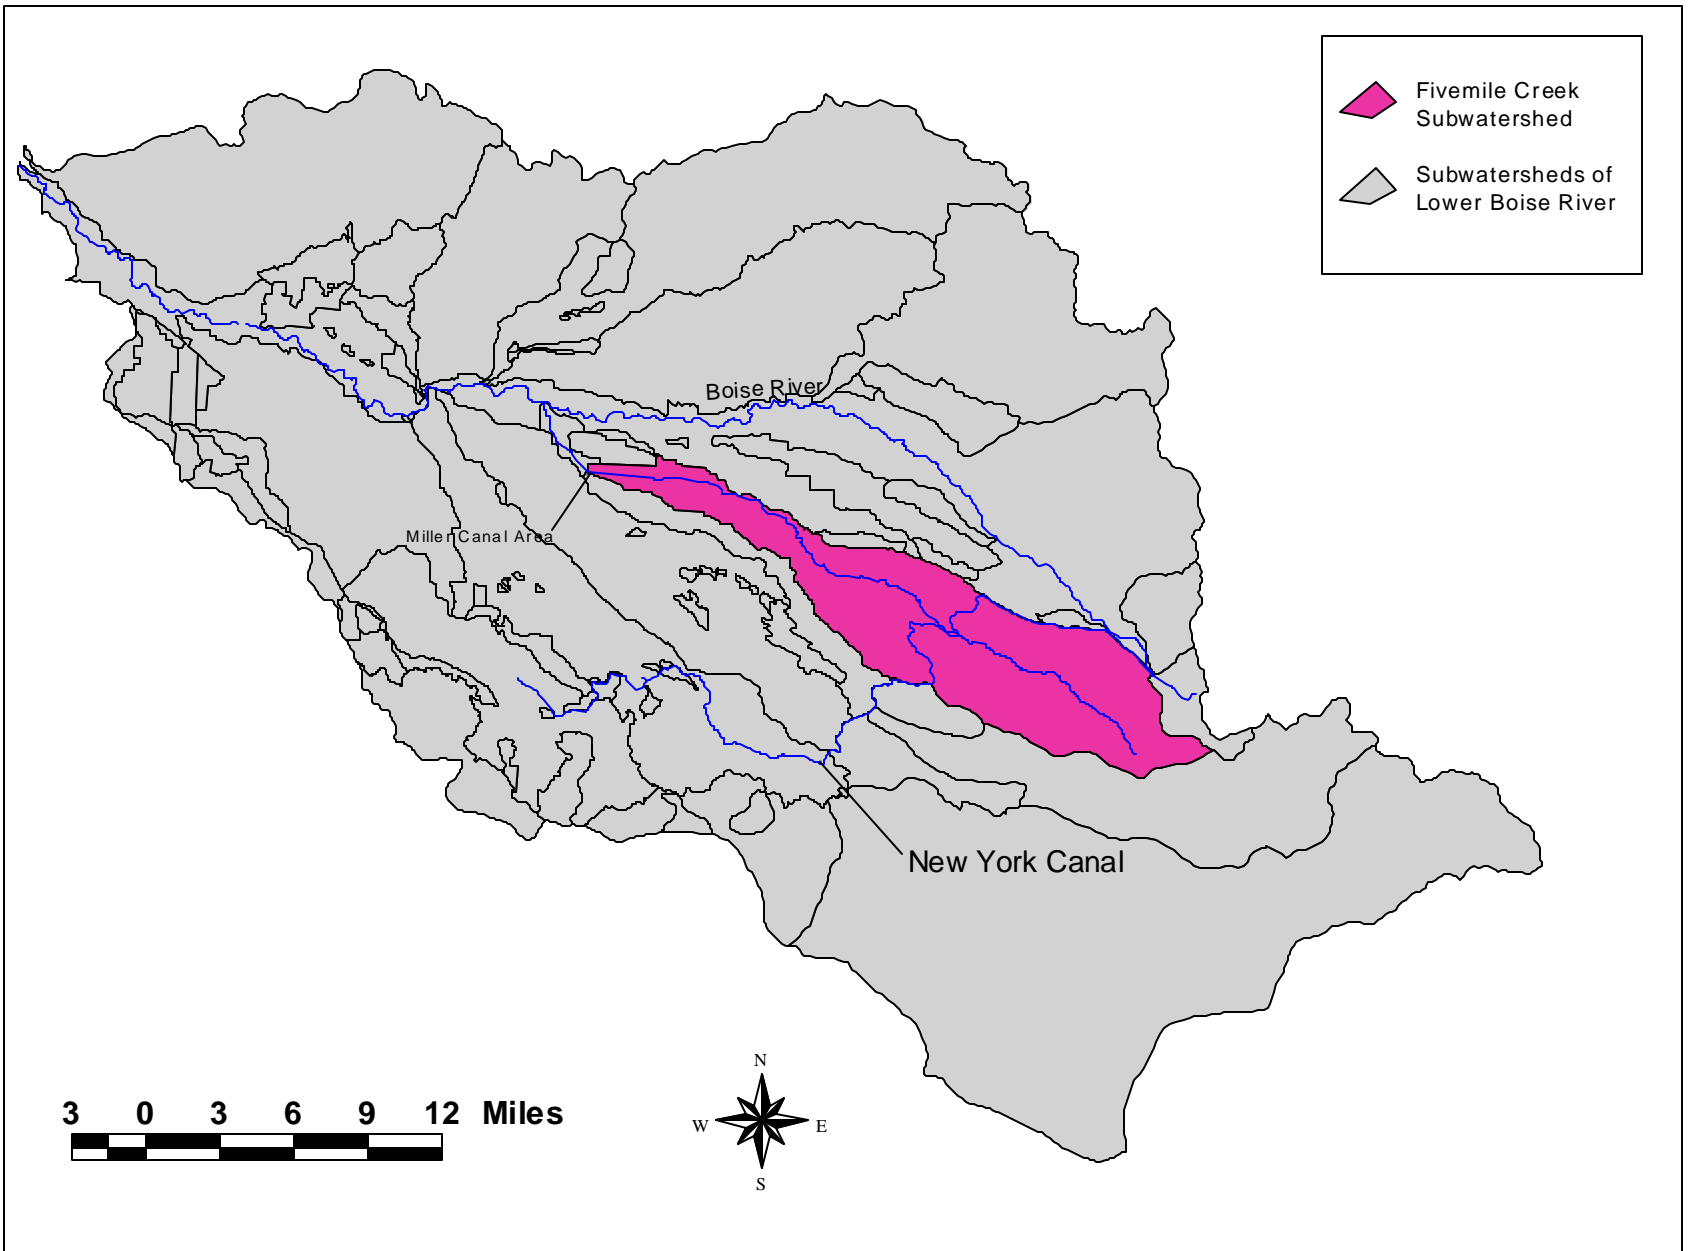 Fivemile Creek
Subwatershed
Subwatersheds of
Lower Boise River
Boise River
Miller Canal Area
New York Canal
3 0 3 6 9 12 Miles
N
W E
S